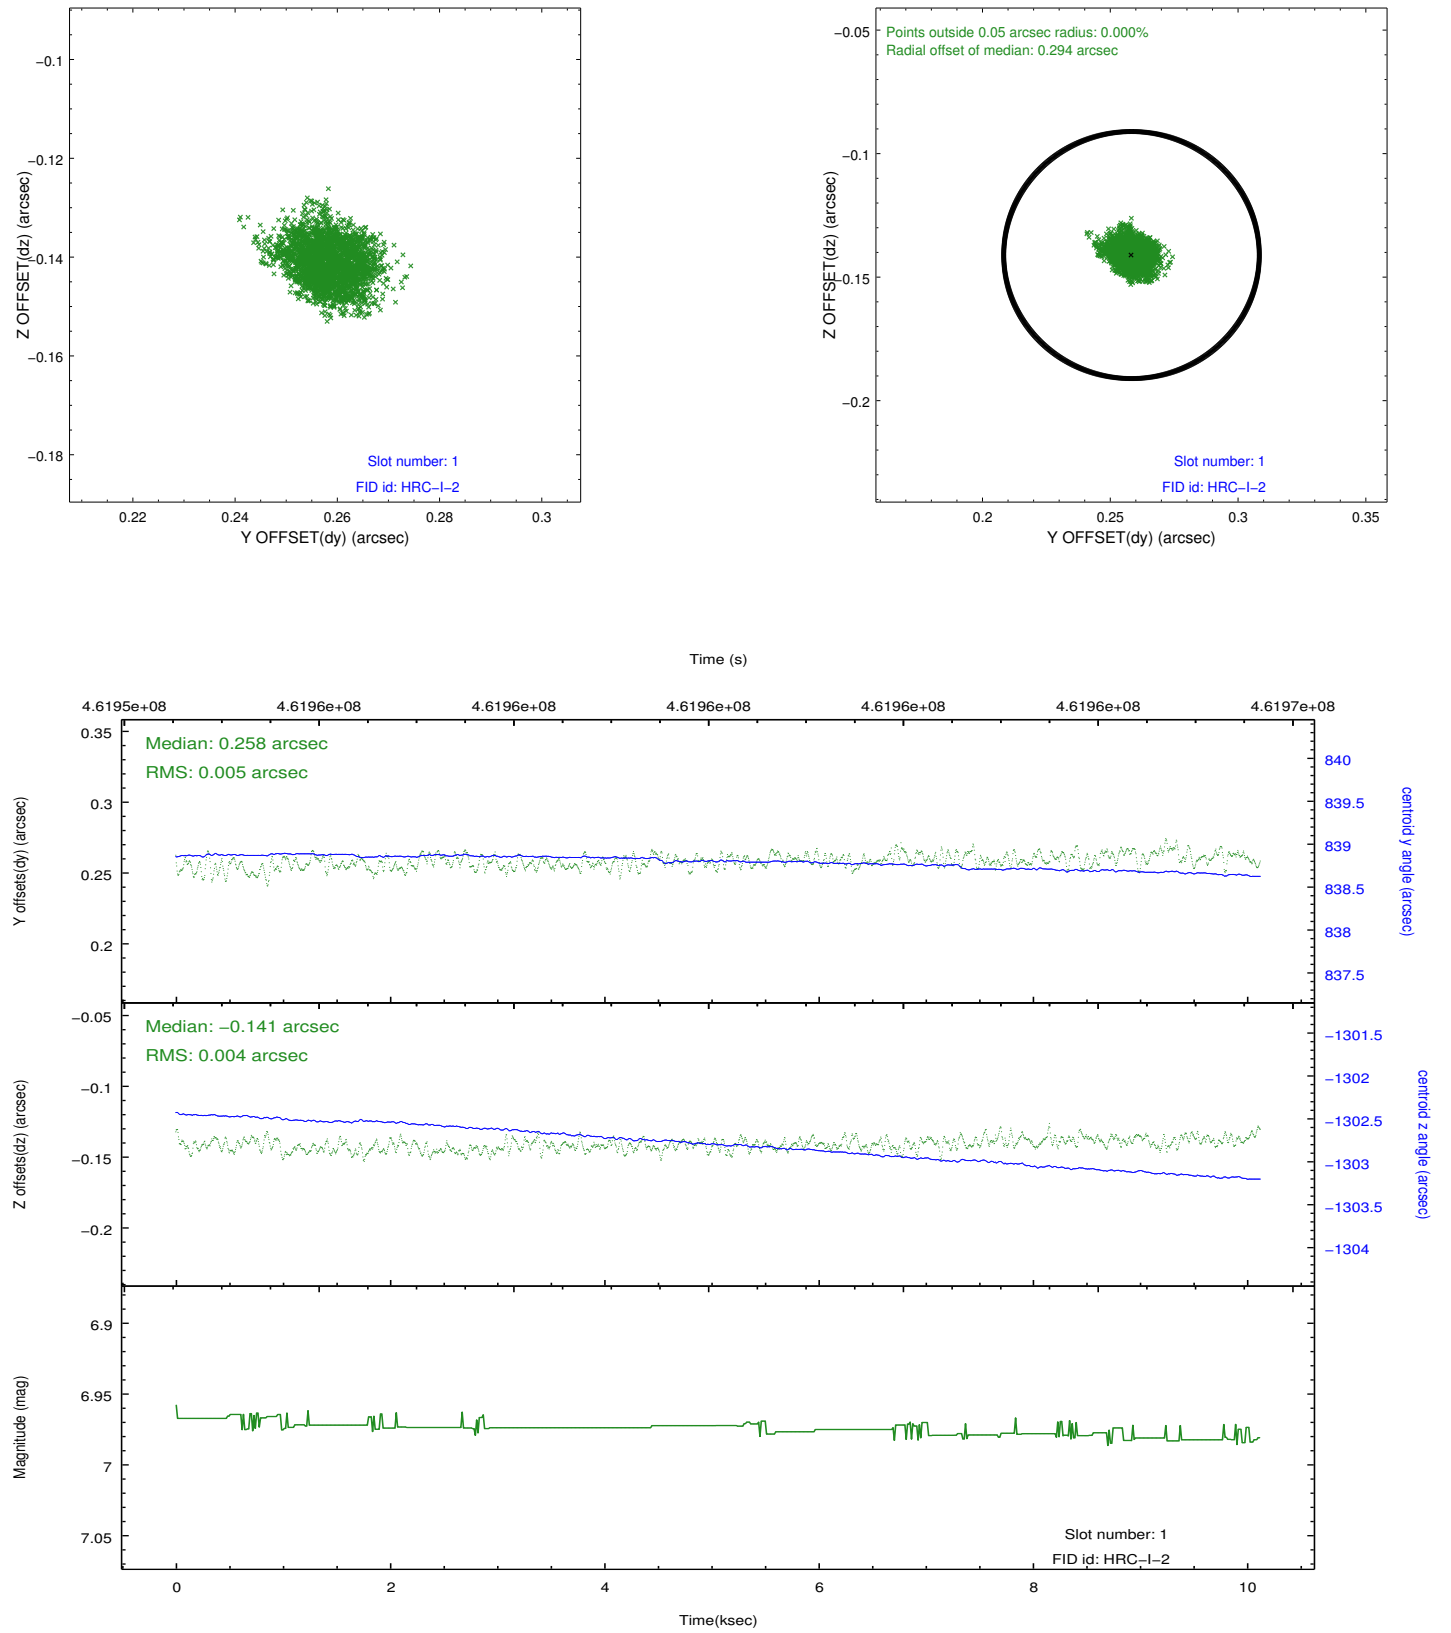 −0.1
−0.12
−0.14
−0.16
−0.18
Z OFFSET(dz) (arcsec)
Slot number: 1
FID id: HRC−I−2
0.22
0.24
0.26
0.28
0.3
Y OFFSET(dy) (arcsec)
Points outside 0.05 arcsec radius: 0.000%
Radial offset of median: 0.294 arcsec
−0.05
−0.1
−0.15
−0.2
Z OFFSET(dz) (arcsec)
Slot number: 1
FID id: HRC−I−2
0.2
0.25
0.3
0.35
Y OFFSET(dy) (arcsec)
Time (s)
4.6195e+08
4.6196e+08
4.6196e+08
4.6196e+08
4.6196e+08
4.6196e+08
4.6197e+08
Median: 0.258 arcsec
RMS: 0.005 arcsec
0.35
0.3
0.25
0.2
Y offsets(dy) (arcsec)
840
839.5
839
838.5
838
837.5
centroid y angle (arcsec)
Median: −0.141 arcsec
RMS: 0.004 arcsec
−0.05
−0.1
−0.15
−0.2
Z offsets(dz) (arcsec)
−1301.5
−1302
−1302.5
−1303
−1303.5
−1304
centroid z angle (arcsec)
6.9
6.95
7
7.05
Magnitude (mag)
Slot number: 1
FID id: HRC−I−2
0
2
4
6
8
10
Time(ksec)